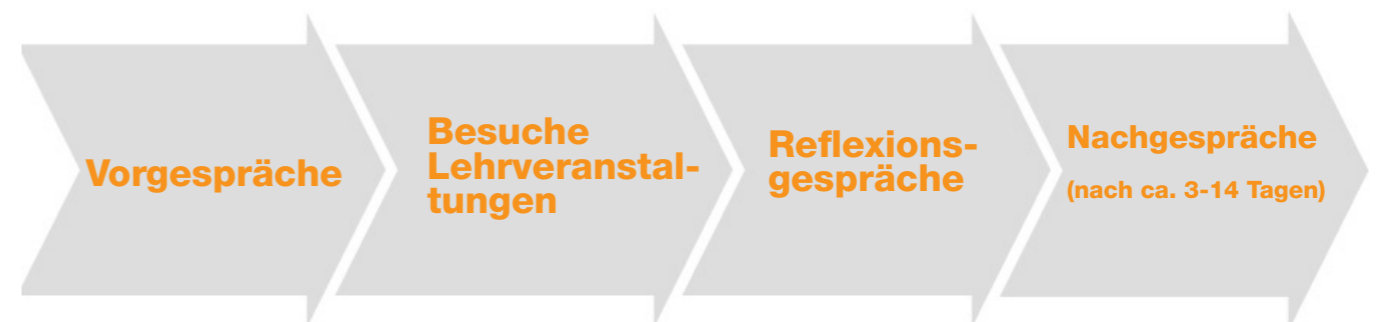 Vorgespräche
Besuche
Lehrveranstal-
tungen
Reflexions-
gespräche
Nachgespräche
(nach ca. 3-14 Tagen)